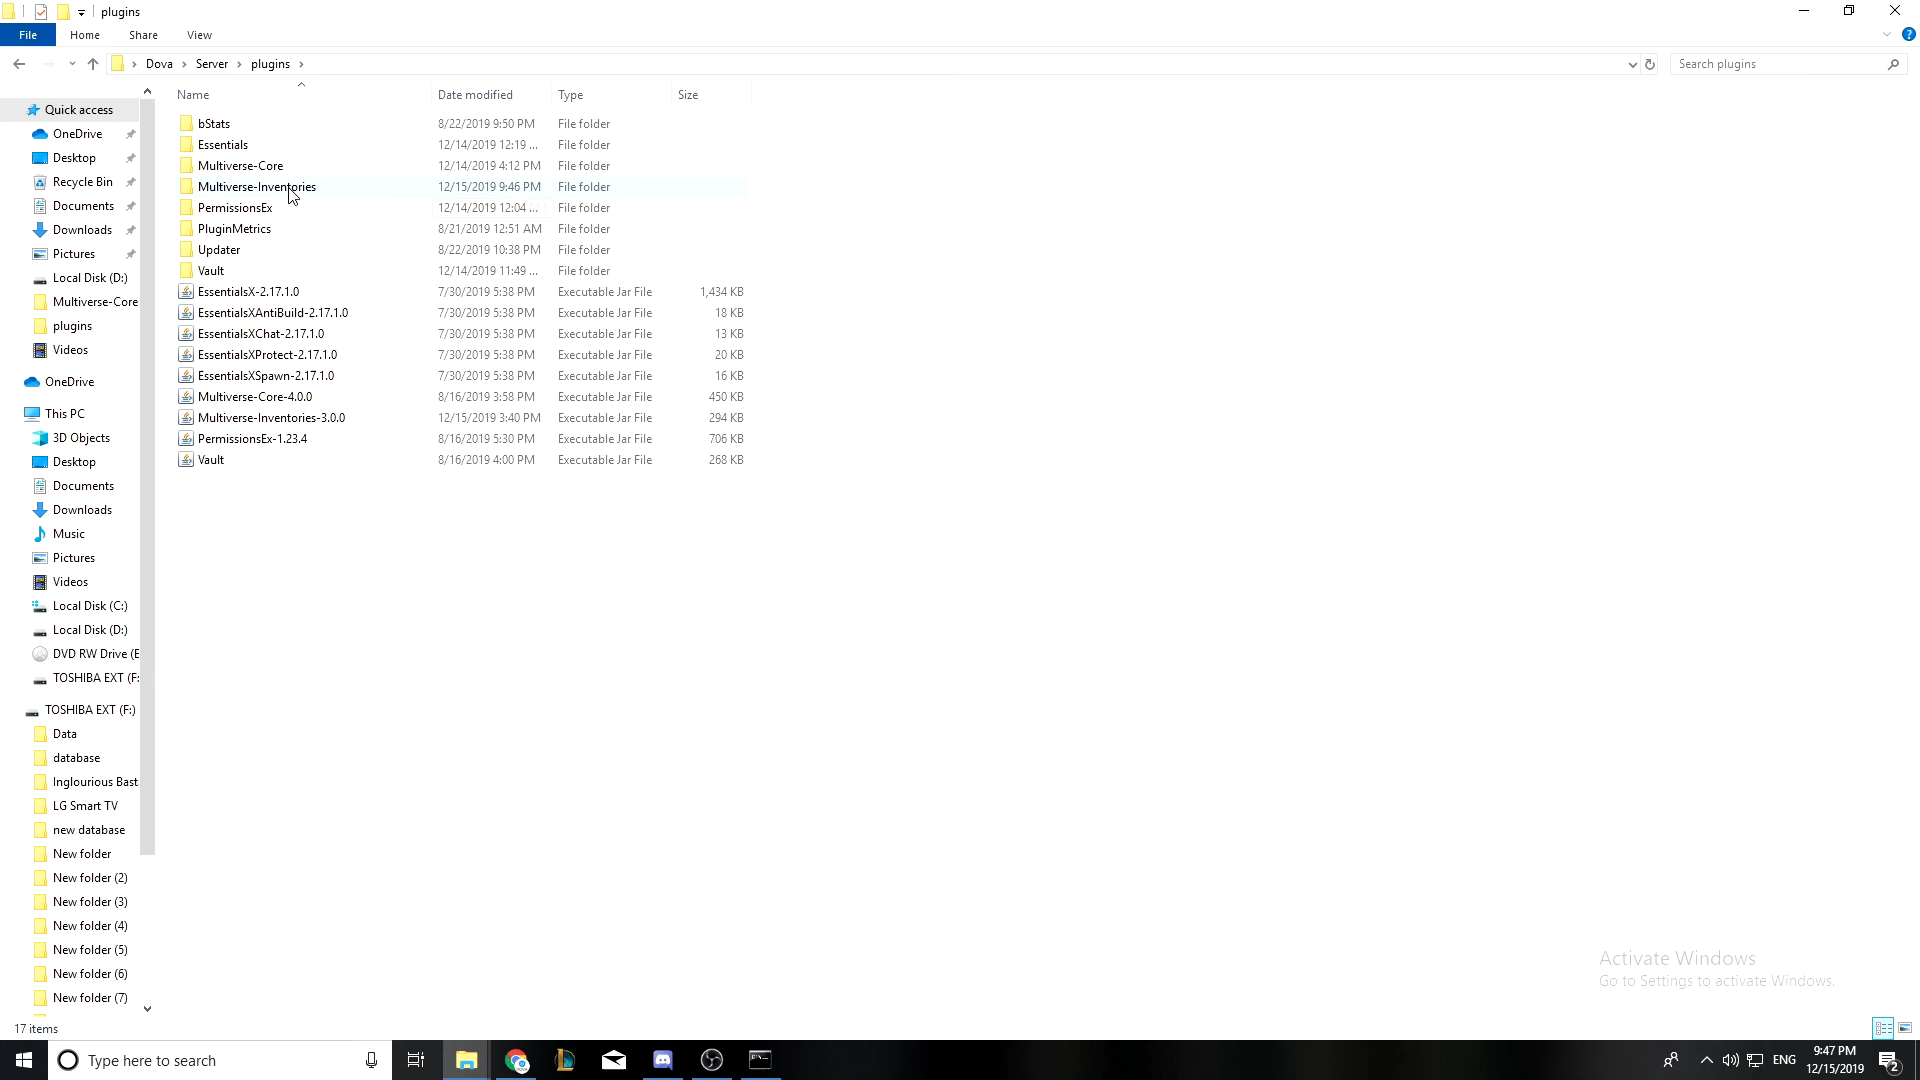 plugins
File Home Share View
Dova Server plugins
Search plugins
Name Date modified Type Size
Quick access
OneDrive
Desktop
Recycle Bin
Documents
Downloads
Pictures
Local Disk (D:)
Multiverse-Core
plugins
Videos
OneDrive
This PC
3D Objects
Desktop
Documents
Downloads
Music
Pictures
Videos
Local Disk (C:)
Local Disk (D:)
DVD RW Drive (E
TOSHIBA EXT (F:
TOSHIBA EXT (F:)
Data
database
Inglourious Bast
LG Smart TV
new database
New folder
New folder (2)
New folder (3)
New folder (4)
New folder (5)
New folder (6)
New folder (7)
bStats 8/22/2019 9:50 PM File folder
Essentials 12/14/2019 12:19 ... File folder
Multiverse-Core 12/14/2019 4:12 PM File folder
Multiverse-Inventories 12/15/2019 9:46 PM File folder
PermissionsEx 12/14/2019 12:04 ... File folder
PluginMetrics 8/21/2019 12:51 AM File folder
Updater 8/22/2019 10:38 PM File folder
Vault 12/14/2019 11:49 ... File folder
EssentialsX-2.17.1.0 7/30/2019 5:38 PM Executable Jar File 1,434 KB
EssentialsXAntiBuild-2.17.1.0 7/30/2019 5:38 PM Executable Jar File 18 KB
EssentialsXChat-2.17.1.0 7/30/2019 5:38 PM Executable Jar File 13 KB
EssentialsXProtect-2.17.1.0 7/30/2019 5:38 PM Executable Jar File 20 KB
EssentialsXSpawn-2.17.1.0 7/30/2019 5:38 PM Executable Jar File 16 KB
Multiverse-Core-4.0.0 8/16/2019 3:58 PM Executable Jar File 450 KB
Multiverse-Inventories-3.0.0 12/15/2019 3:40 PM Executable Jar File 294 KB
PermissionsEx-1.23.4 8/16/2019 5:30 PM Executable Jar File 706 KB
Vault 8/16/2019 4:00 PM Executable Jar File 268 KB
Activate Windows
Go to Settings to activate Windows.
17 items
Type here to search
ENG
9:47 PM
12/15/2019
2